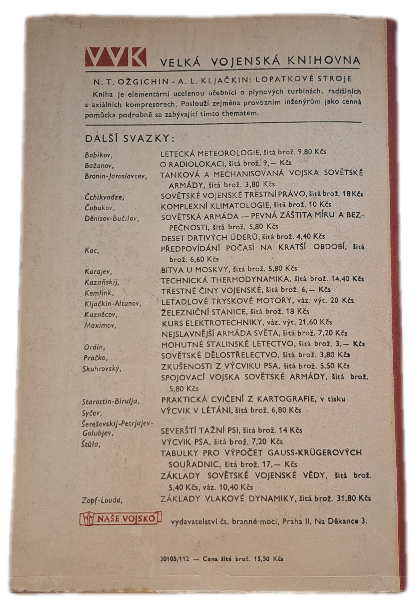 VVK VELKÁ VOJENSKÁ KNIHOVNA
N. T. OŽGICHIN - A. L. KLJAČKIN: LOPATKOVÉ STROJE
Kniha je elementární ucelenou učebnicí o plynových turbinách, radiálních
a axiálních kompresorech. Poslouží zejména provozním inženýrům jako cenná
pomůtka podrobně se zabývající tímto thematem.
DALŠÍ SVAZKY:
Babikov, LETECKÁ METEOROLOGIE, šitá brož. 9,80 Kčs
Bažanov, O RADIOLOKACI, šitá brož. 9,— Kčs
Bronin-Jaroslavcev, TANKOVÁ A MECHANISOVANÁ VOJSKA SOVĚTSKÉ
ARMÁDY, šitá brož. 3,80 Kčs
Čchikvadze, SOVĚTSKÉ VOJENSKÉ TRESTNÍ PRÁVO, šitá brož. 18 Kčs
Čubukov, KOMPLEXNÍ KLIMATOLOGIE, šitá brož. 10 Kčs
Děnisov-Bučilov, SOVĚTSKÁ ARMÁDA — PEVNÁ ZÁŠTITA MÍRU A BEZ-
PEČNOSTI, šitá brož. 5,80 Kčs
DESET DRTIVÝCH ÚDERŮ, šitá brož. 4,40 Kčs
Kac, PŘEDPOVÍDÁNÍ POČASÍ NA KRATŠÍ OBDOBÍ, šitá
brož. 6,60 Kčs
Karajev, BITVA U MOSKVY, šitá brož. 5,80 Kčs
Kazaňskij, TECHNICKÁ THERMODYNAMIKA, šitá brož. 14,40 Kčs
Kemlink, TRESTNÉ ČINY VOJENSKÉ, šitá brož. 6,— Kčs
Kljačkin-Altunov, LETADLOVÉ TRYSKOVÉ MOTORY, váz. výt. 20 Kčs
Kuzněcov, ŽELEZNIČNÍ STANICE, šitá brož. 18 Kčs
Maximov, KURS ELEKTROTECHNIKY, váz. výt. 21,60 Kčs
NEJSLAVNĚJŠÍ ARMÁDA SVĚTA, šitá brož. 7,20 Kčs
Ordin, MOHUTNÉ STALINSKÉ LETECTVO, šitá brož. 3,— Kčs
Pročko, SOVĚTSKÉ DĚLOSTŘELECTVO, šitá brož. 3,80 Kčs
Skuhrovský, ZKUŠENOSTI Z VÝCVIKU PSA, šitá brož. 5,50 Kčs
SPOJOVACÍ VOJSKA SOVĚTSKÉ ARMÁDY, šitá brož.
5,80 Kčs
Starostin-Birulja, PRAKTICKÁ CVIČENÍ Z KARTOGRAFIE, v tisku
Syčev, VÝCVIK V LÉTÁNÍ, šitá brož. 6,80 Kčs
Šereševskij-Petrjajev-
Golubjev, SEVERŠTÍ TAŽNÍ PSI, šitá brož. 14 Kčs
Štůla, VÝCVIK PSA, šitá brož. 7,20 Kčs
TABULKY PRO VÝPOČET GAUSS-KRÜGEROVÝCH
SOUŘADNIC, šitá brož. 17,— Kčs
ZÁKLADY SOVĚTSKÉ VOJENSKÉ VĚDY, šitá brož.
5,40 Kčs, váz. 10,40 Kčs
Zapf-Louda, ZÁKLADY VLAKOVÉ DYNAMIKY, šitá brož. 31,80 Kčs
NAŠE VOJSKO vydavatelství čs. branné moci, Praha II, Na Děkance 3.
30105/112 — Cena šité brož. 15,50 Kčs